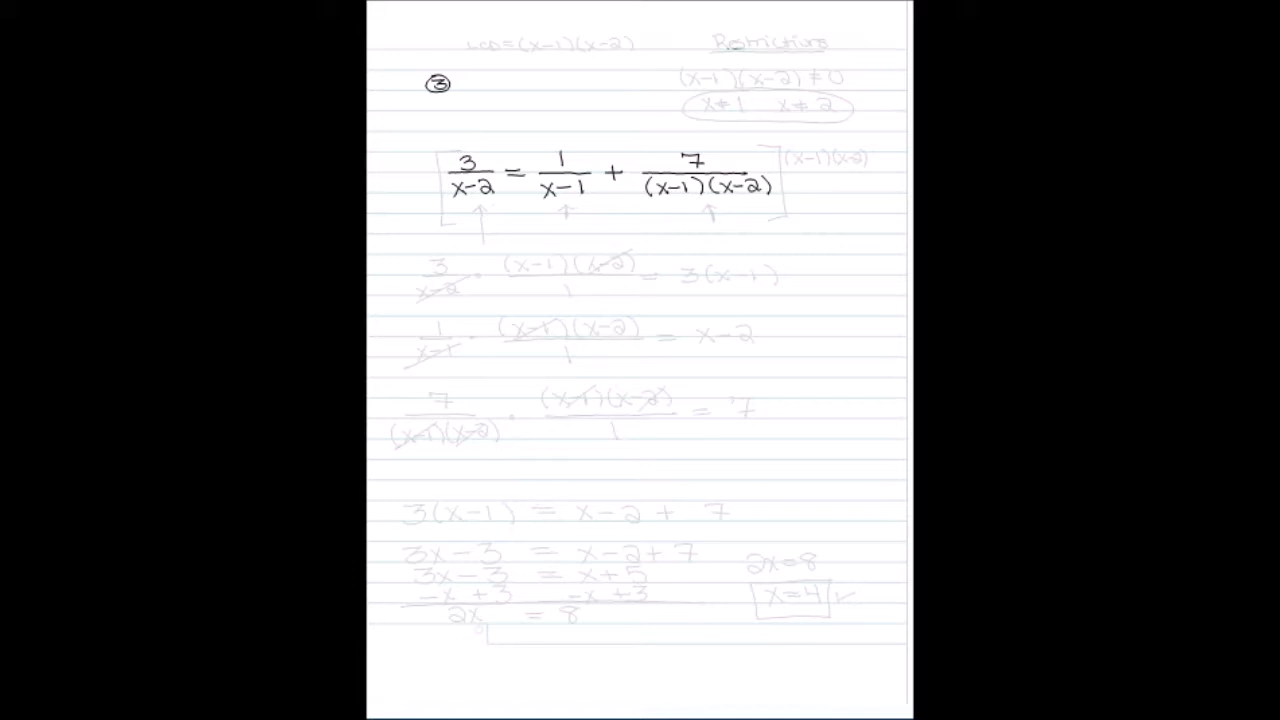 LCD=(x-1)(x-2) Restrictions
(x-1)(x-2)≠0
③
x≠1 x≠2
[3/(x-2) = 1/(x-1) + 7/((x-1)(x-2))](x-1)(x-2)
3/(x-2) · (x-1)(x-2)/1 = 3(x-1)
1/(x-1) · (x-1)(x-2)/1 = x-2
7/((x-1)(x-2)) · (x-1)(x-2)/1 = 7
3(x-1) = x-2+ 7
3x-3 = x-2+7
2x=8
3x-3 = x+5
-x+3 -x+3
x=4 ✓
2x = 8